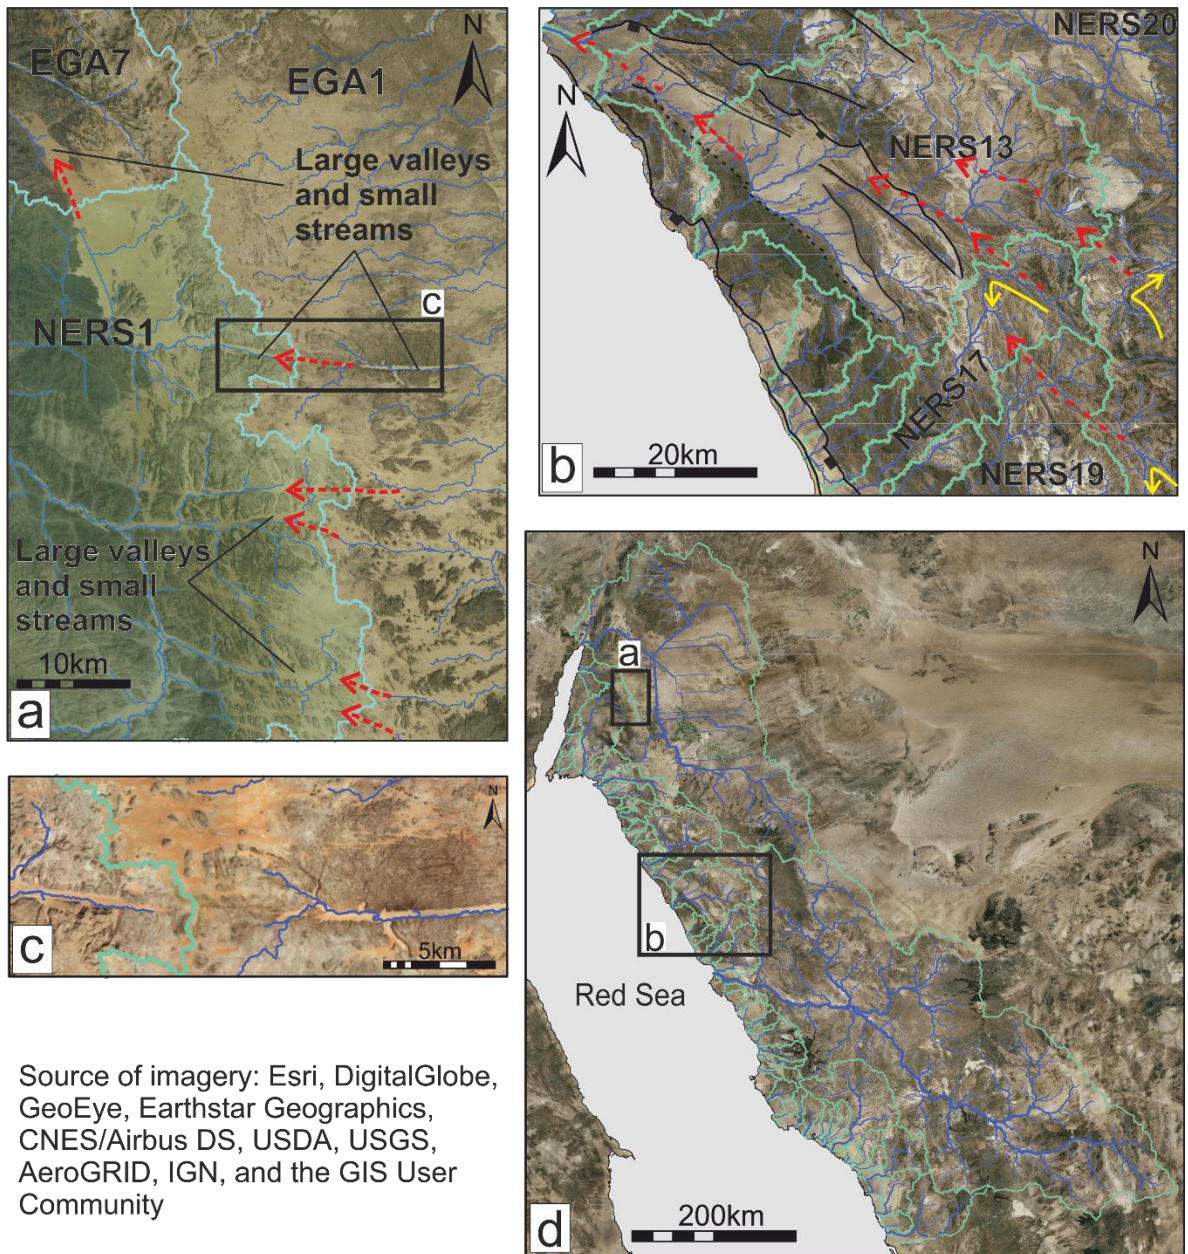 EGA7
EGA1
N
Large valleys
and small
streams
c
NERS1
Large valleys
and small
streams
10km
a
NERS20
N
NERS13
NERS17
NERS19
b
20km
N
c
5km
N
a
b
Red Sea
d
200km
Source of imagery: Esri, DigitalGlobe,
GeoEye, Earthstar Geographics,
CNES/Airbus DS, USDA, USGS,
AeroGRID, IGN, and the GIS User
Community